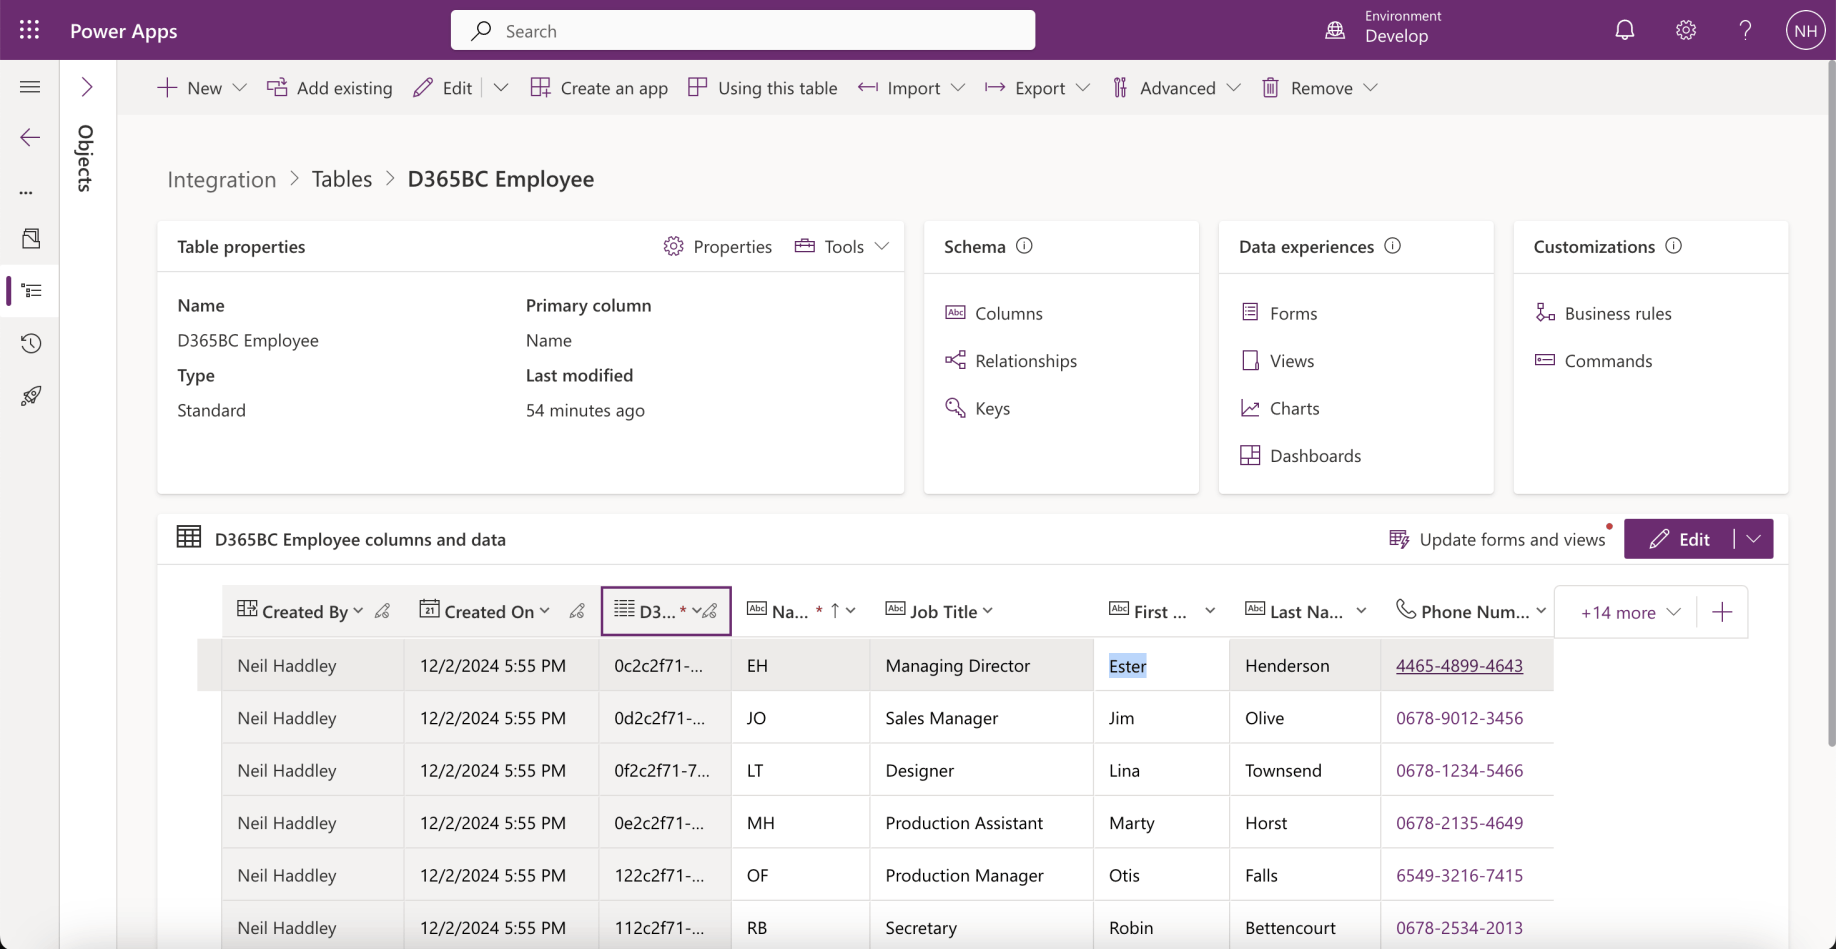 Power Apps
Search
Environment
Develop
NH
New
Add existing
Edit
Create an app
Using this table
Import
Export
Advanced
Remove
Objects
Integration > Tables > D365BC Employee
Table properties
Properties
Tools
Name
D365BC Employee
Primary column
Name
Type
Standard
Last modified
54 minutes ago
Schema
Columns
Relationships
Keys
Data experiences
Forms
Views
Charts
Dashboards
Customizations
Business rules
Commands
D365BC Employee columns and data
Update forms and views
Edit
Created By Created On D3... * Na... * ↑ Job Title First ... Last Na... Phone Num... +14 more
Neil Haddley 12/2/2024 5:55 PM 0c2c2f71-... EH Managing Director Ester Henderson 4465-4899-4643
Neil Haddley 12/2/2024 5:55 PM 0d2c2f71-... JO Sales Manager Jim Olive 0678-9012-3456
Neil Haddley 12/2/2024 5:55 PM 0f2c2f71-7... LT Designer Lina Townsend 0678-1234-5466
Neil Haddley 12/2/2024 5:55 PM 0e2c2f71-... MH Production Assistant Marty Horst 0678-2135-4649
Neil Haddley 12/2/2024 5:55 PM 122c2f71-... OF Production Manager Otis Falls 6549-3216-7415
Neil Haddley 12/2/2024 5:55 PM 112c2f71-... RB Secretary Robin Bettencourt 0678-2534-2013